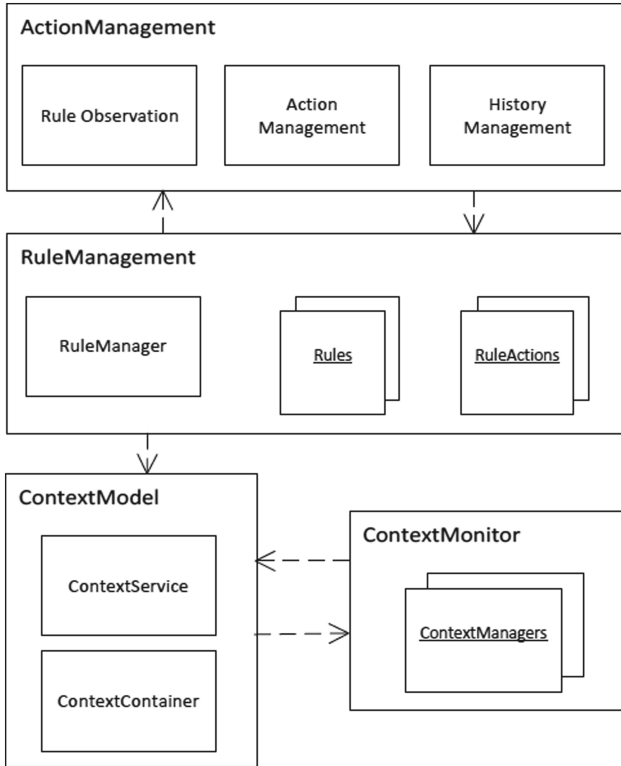 ActionManagement
Rule Observation
Action
Management
History
Management
RuleManagement
RuleManager
Rules
RuleActions
ContextModel
ContextService
ContextContainer
ContextMonitor
ContextManagers